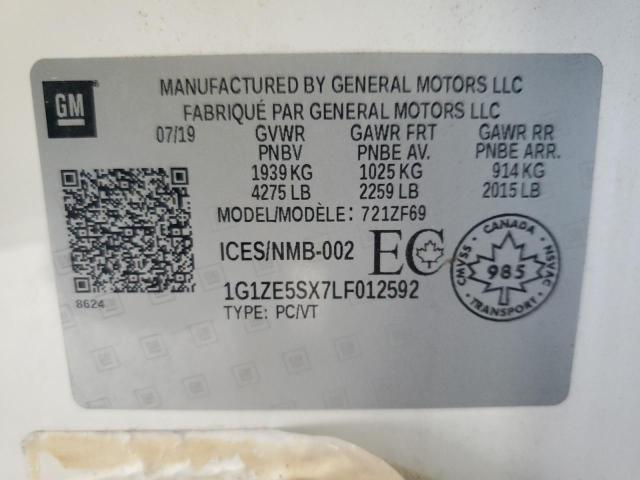 GM
MANUFACTURED BY GENERAL MOTORS LLC
FABRIQUÉ PAR GENERAL MOTORS LLC
07/19 GVWR GAWR FRT GAWR RR
PNBV PNBE AV. PNBE ARR.
1939 KG 1025 KG 914 KG
4275 LB 2259 LB 2015 LB
MODEL/MODÈLE: 721ZF69
ICES/NMB-002 EC
CANADA
CMVSS 985 NSVAC
TRANSPORT
8624
1G1ZE5SX7LF012592
TYPE: PC/VT